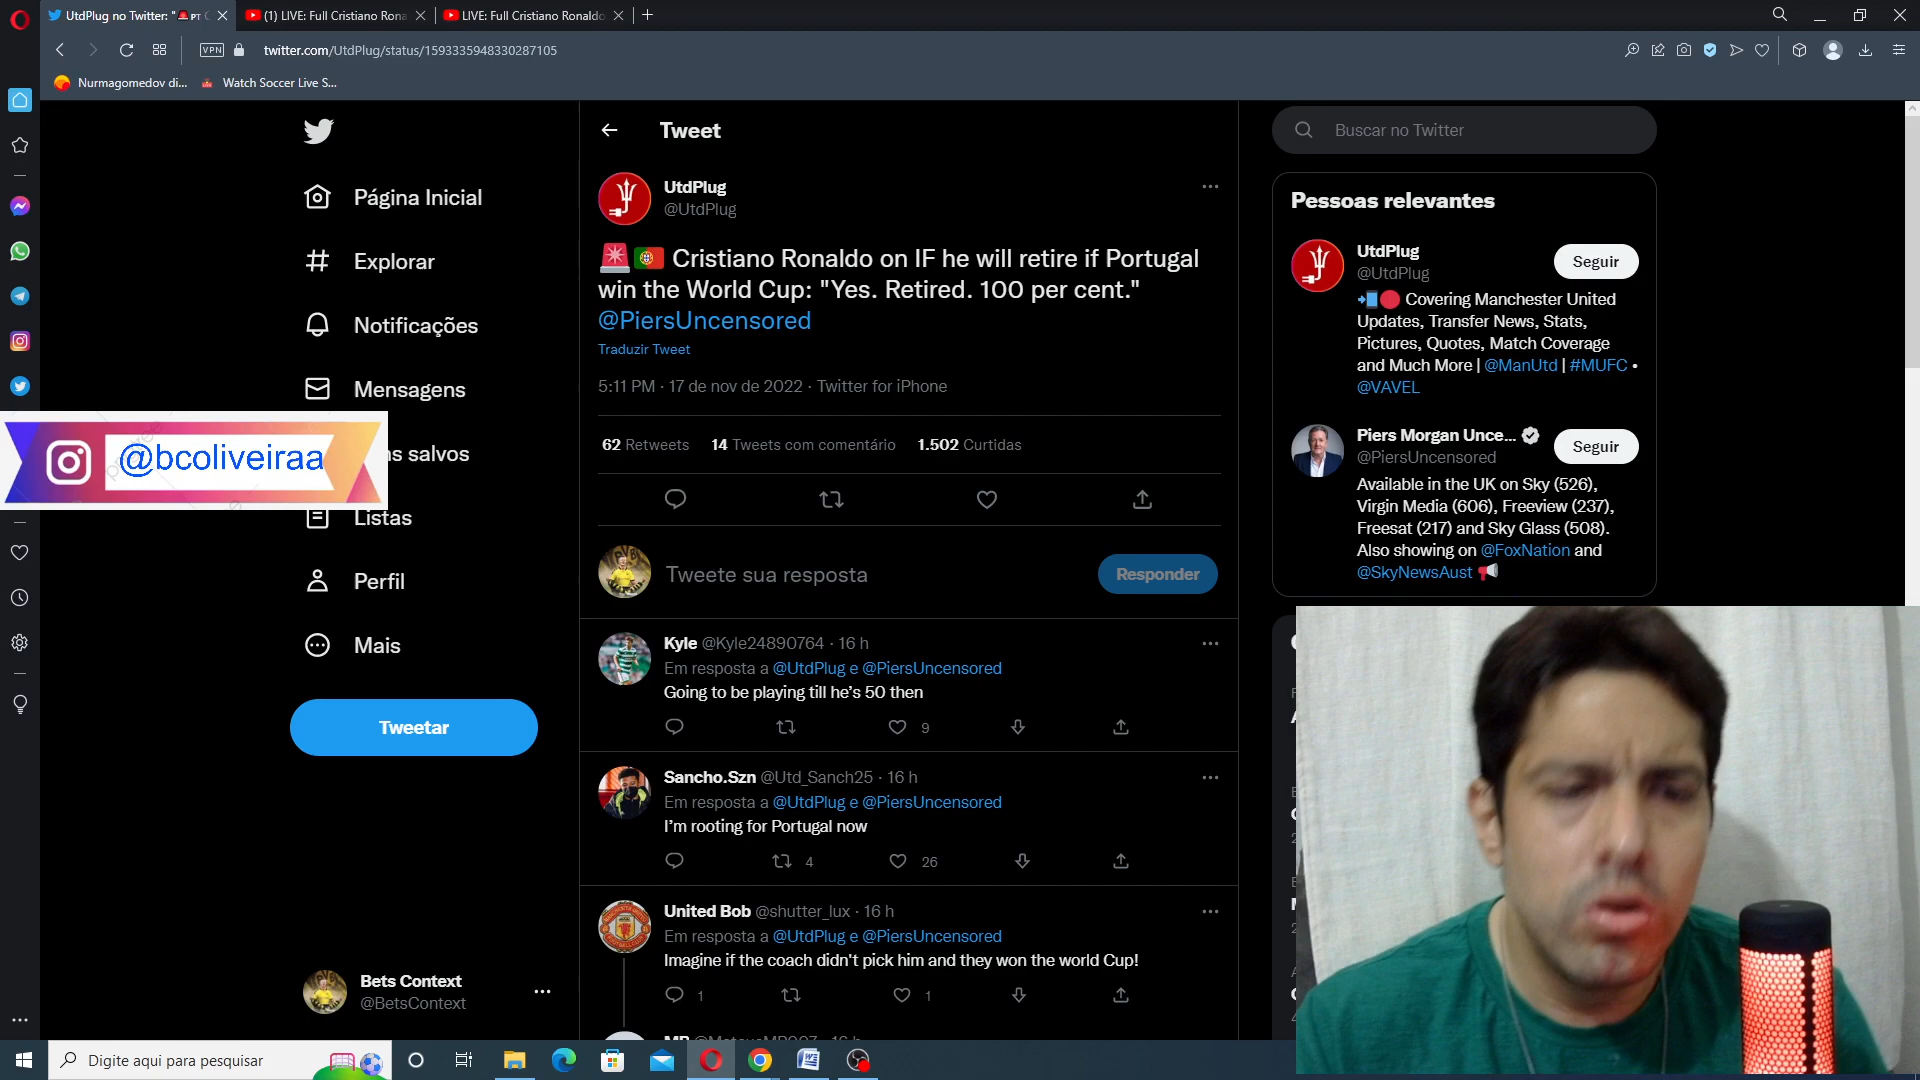 UtdPlug no Twitter: "🚨PT C
(1) LIVE: Full Cristiano Rona
LIVE: Full Cristiano Ronaldo
VPN
twitter.com/UtdPlug/status/1593335948330287105
Nurmagomedov di...
Watch Soccer Live S...
Tweet
Buscar no Twitter
Página Inicial
Explorar
Notificações
Mensagens
ns salvos
Listas
Perfil
Mais
Tweetar
@bcoliveiraa
Bets Context
@BetsContext
UtdPlug
@UtdPlug
🚨🇵🇹 Cristiano Ronaldo on IF he will retire if Portugal
win the World Cup: "Yes. Retired. 100 per cent."
@PiersUncensored
Traduzir Tweet
5:11 PM · 17 de nov de 2022 · Twitter for iPhone
62 Retweets 14 Tweets com comentário 1.502 Curtidas
Tweete sua resposta
Responder
Kyle @Kyle24890764 · 16 h
Em resposta a @UtdPlug e @PiersUncensored
Going to be playing till he's 50 then
9
Sancho.Szn @Utd_Sanch25 · 16 h
Em resposta a @UtdPlug e @PiersUncensored
I'm rooting for Portugal now
4 26
United Bob @shutter_lux · 16 h
Em resposta a @UtdPlug e @PiersUncensored
Imagine if the coach didn't pick him and they won the world Cup!
1 1
Pessoas relevantes
UtdPlug
@UtdPlug
Seguir
📲🔴 Covering Manchester United
Updates, Transfer News, Stats,
Pictures, Quotes, Match Coverage
and Much More | @ManUtd | #MUFC •
@VAVEL
Piers Morgan Unce...
@PiersUncensored
Seguir
Available in the UK on Sky (526),
Virgin Media (606), Freeview (237),
Freesat (217) and Sky Glass (508).
Also showing on @FoxNation and
@SkyNewsAust 📢
Digite aqui para pesquisar